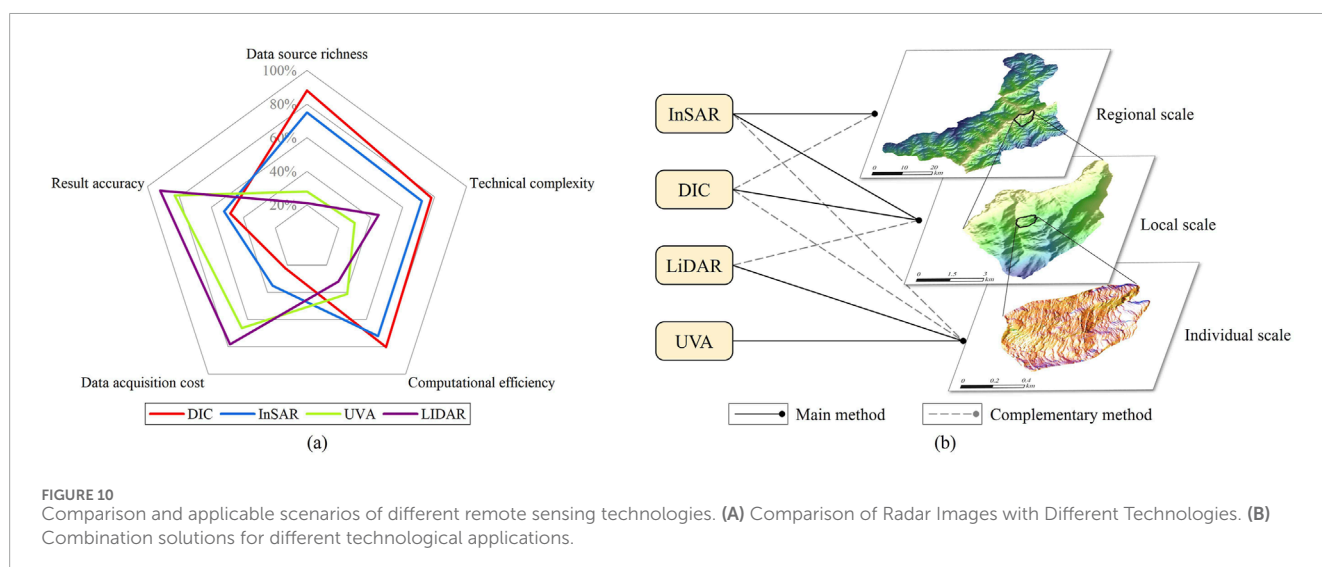 Data source richness
100%
80%
60%
40%
20%
Result accuracy
Technical complexity
Data acquisition cost
Computational efficiency
DIC InSAR UVA LIDAR
(a)
InSAR
DIC
LiDAR
UVA
0 10 20
km
Regional scale
0 1.5 3
km
Local scale
0 0.2 0.4
km
Individual scale
Main method Complementary method
(b)
FIGURE 10
Comparison and applicable scenarios of different remote sensing technologies. (A) Comparison of Radar Images with Different Technologies. (B)
Combination solutions for different technological applications.